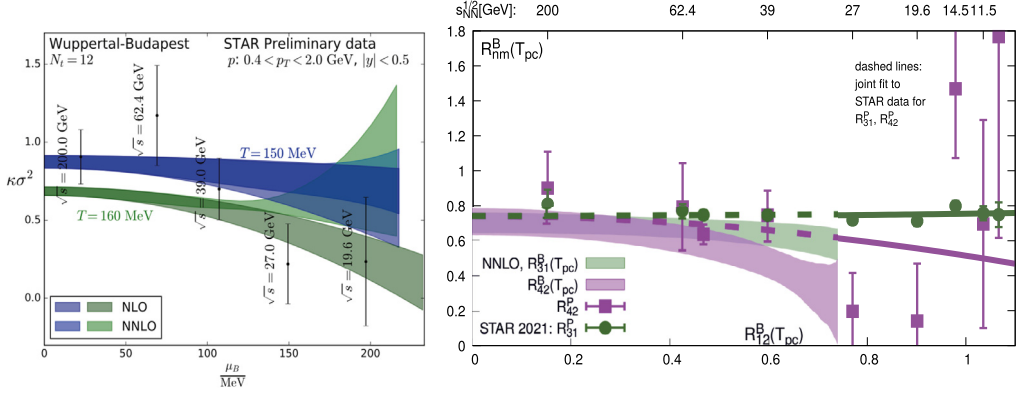 Wuppertal-Budapest
N_t = 12
STAR Preliminary data
p: 0.4 < p_T < 2.0 GeV, |y| < 0.5
κσ²
1.5
1.0
0.5
0.0
√s = 200.0 GeV
√s = 62.4 GeV
√s = 39.0 GeV
√s = 27.0 GeV
√s = 19.6 GeV
T = 150 MeV
T = 160 MeV
NLO
NNLO
0
50
100
150
200
μ_B
MeV
s_NN^1/2[GeV]: 200 62.4 39 27 19.6 14.5 11.5
R^B_nm(T_pc)
dashed lines:
joint fit to
STAR data for
R^P_31, R^P_42
1.8
1.6
1.4
1.2
1
0.8
0.6
0.4
0.2
0
NNLO, R^B_31(T_pc)
R^B_42(T_pc)
R^P_42
STAR 2021: R^P_31
R^B_12(T_pc)
0 0.2 0.4 0.6 0.8 1